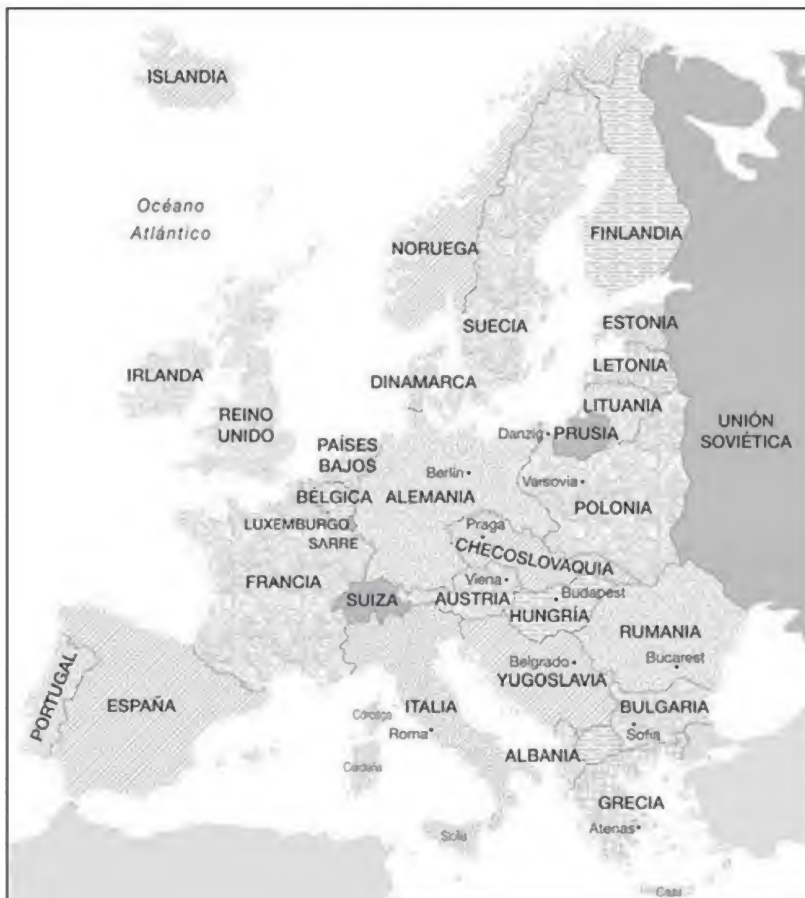 ISLANDIA
Océano
Atlántico
NORUEGA
FINLANDIA
SUECIA
ESTONIA
LETONIA
LITUANIA
IRLANDA
DINAMARCA
REINO
UNIDO
Danzig
PRUSIA
UNIÓN
SOVIÉTICA
PAÍSES
BAJOS
Berlín
Varsovia
BÉLGICA
ALEMANIA
POLONIA
LUXEMBURGO
Praga
SARRE
CHECOSLOVAQUIA
FRANCIA
Viena
SUIZA
AUSTRIA
Budapest
HUNGRÍA
RUMANIA
Belgrado
Bucarest
YUGOSLAVIA
PORTUGAL
ESPAÑA
ITALIA
Córcega
Roma
BULGARIA
Sofia
ALBANIA
Cerdeña
GRECIA
Atenas
Sicilia